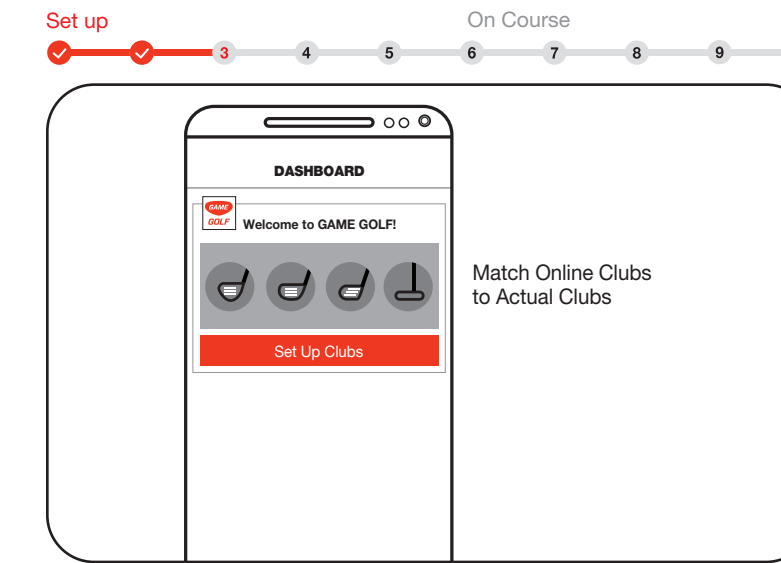 Set up
On Course
3 4 5 6 7 8 9
DASHBOARD
GAME
GOLF
Welcome to GAME GOLF!
Match Online Clubs
to Actual Clubs
Set Up Clubs